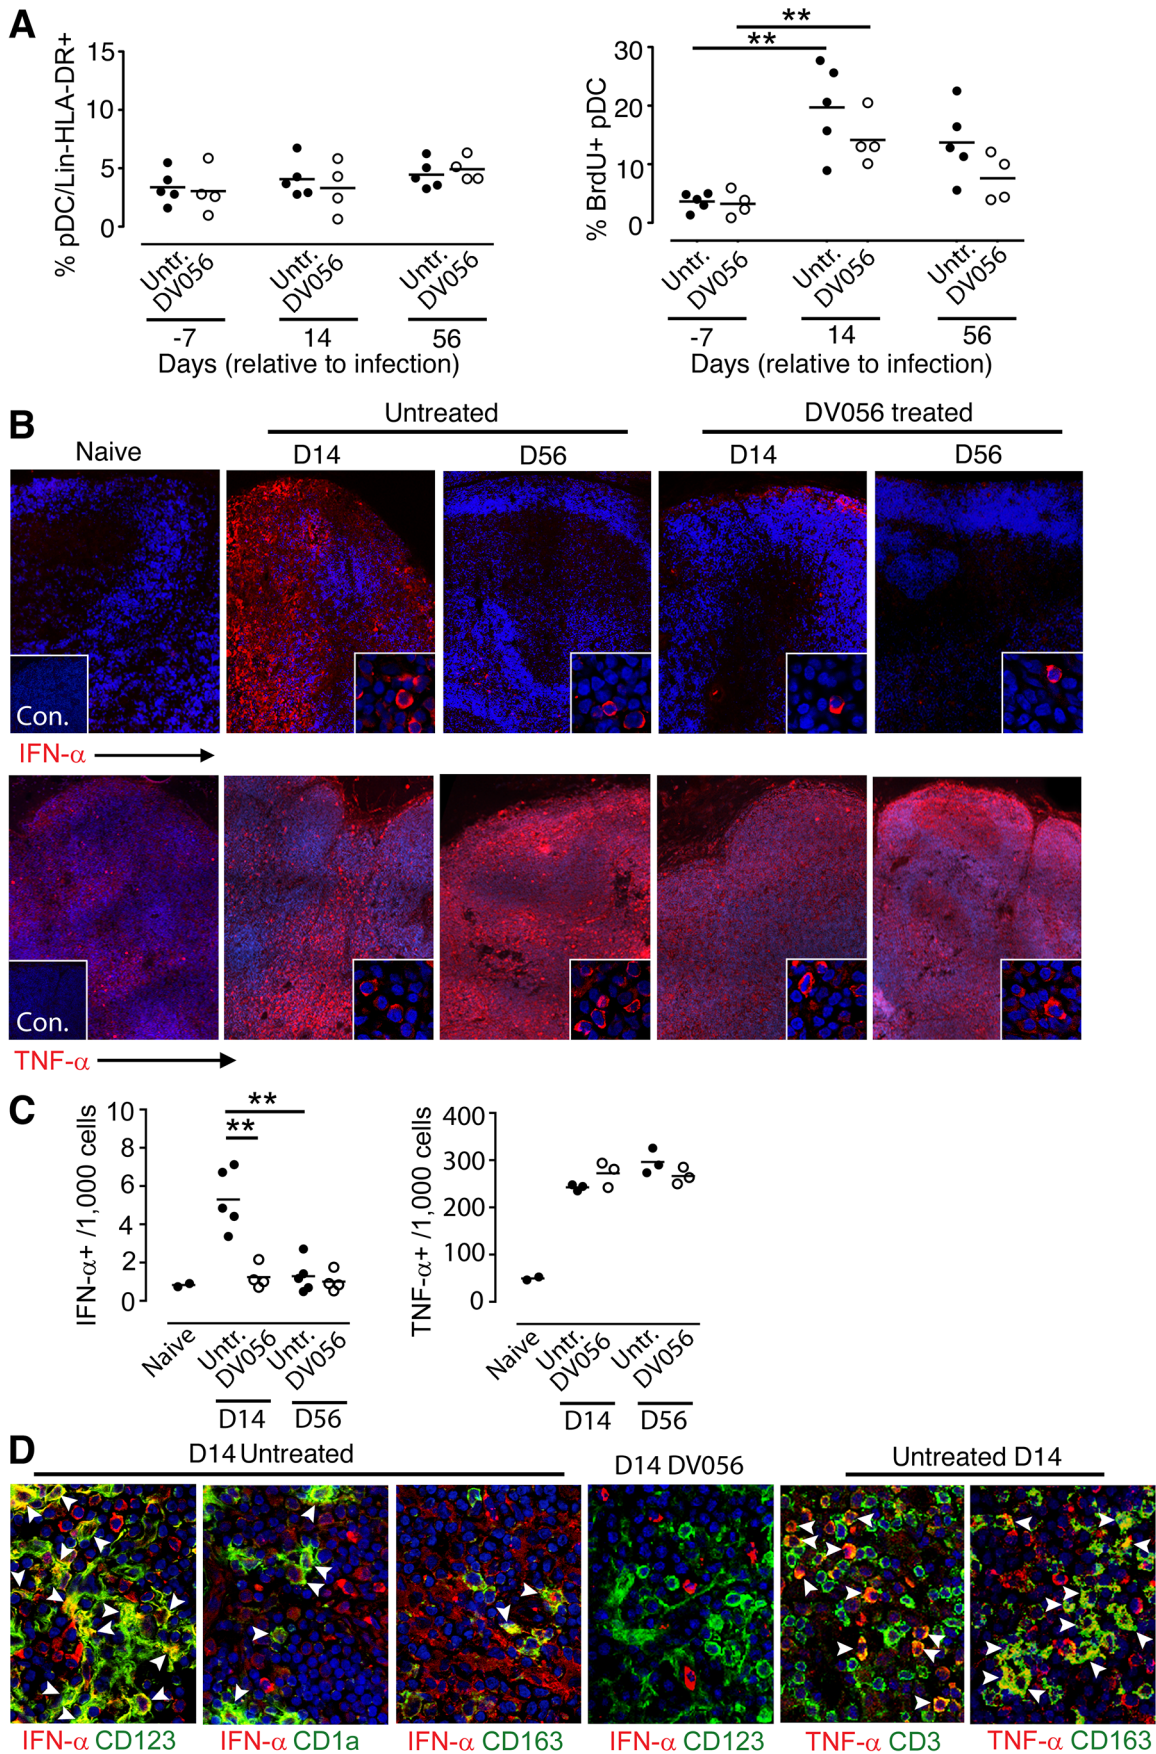 A
% pDC/Lin-HLA-DR+
15
10
5
0
Untr.
DV056
Untr.
DV056
Untr.
DV056
-7
14
56
Days (relative to infection)
% BrdU+ pDC
30
20
10
0
**
**
Untr.
DV056
Untr.
DV056
Untr.
DV056
-7
14
56
Days (relative to infection)
B
Untreated
DV056 treated
Naive
D14
D56
D14
D56
Con.
IFN-α
Con.
TNF-α
C
IFN-α+ /1,000 cells
10
8
6
4
2
0
**
**
Naive
Untr.
DV056
Untr.
DV056
D14
D56
TNF-α+ /1,000 cells
400
300
200
100
0
Naive
Untr.
DV056
Untr.
DV056
D14
D56
D
D14 Untreated
D14 DV056
Untreated D14
IFN-α CD123
IFN-α CD1a
IFN-α CD163
IFN-α CD123
TNF-α CD3
TNF-α CD163